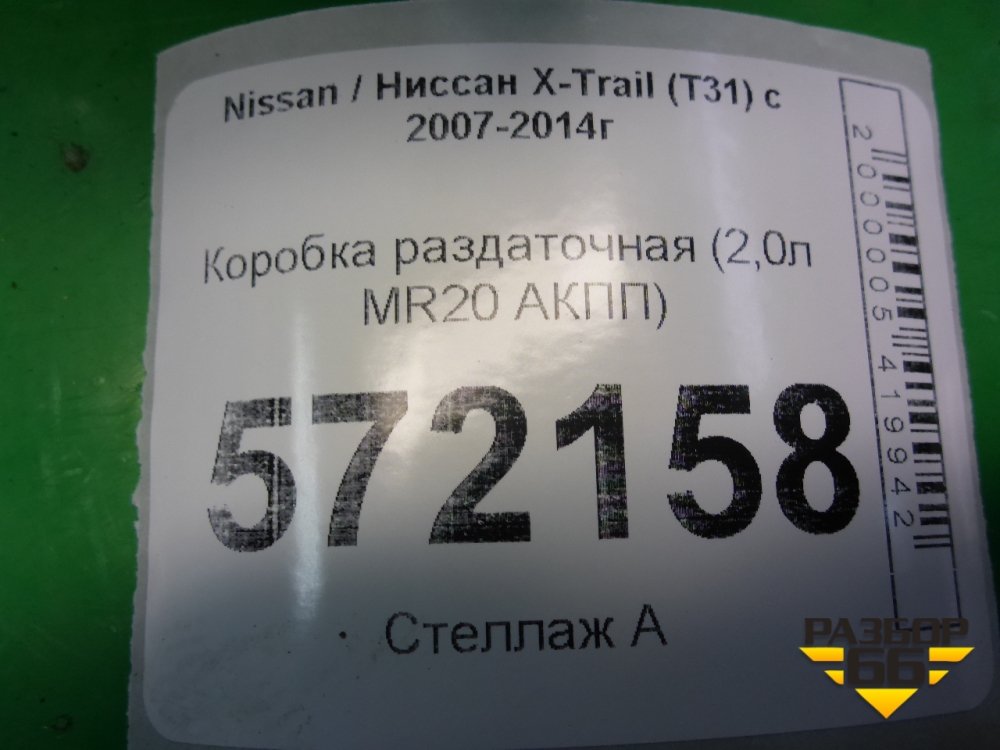 Nissan / Ниссан X-Trail (T31) с
2007-2014г
Коробка раздаточная (2,0л
MR20 АКПП)
572158
Стеллаж А
2000005419942
РАЗБОР
66